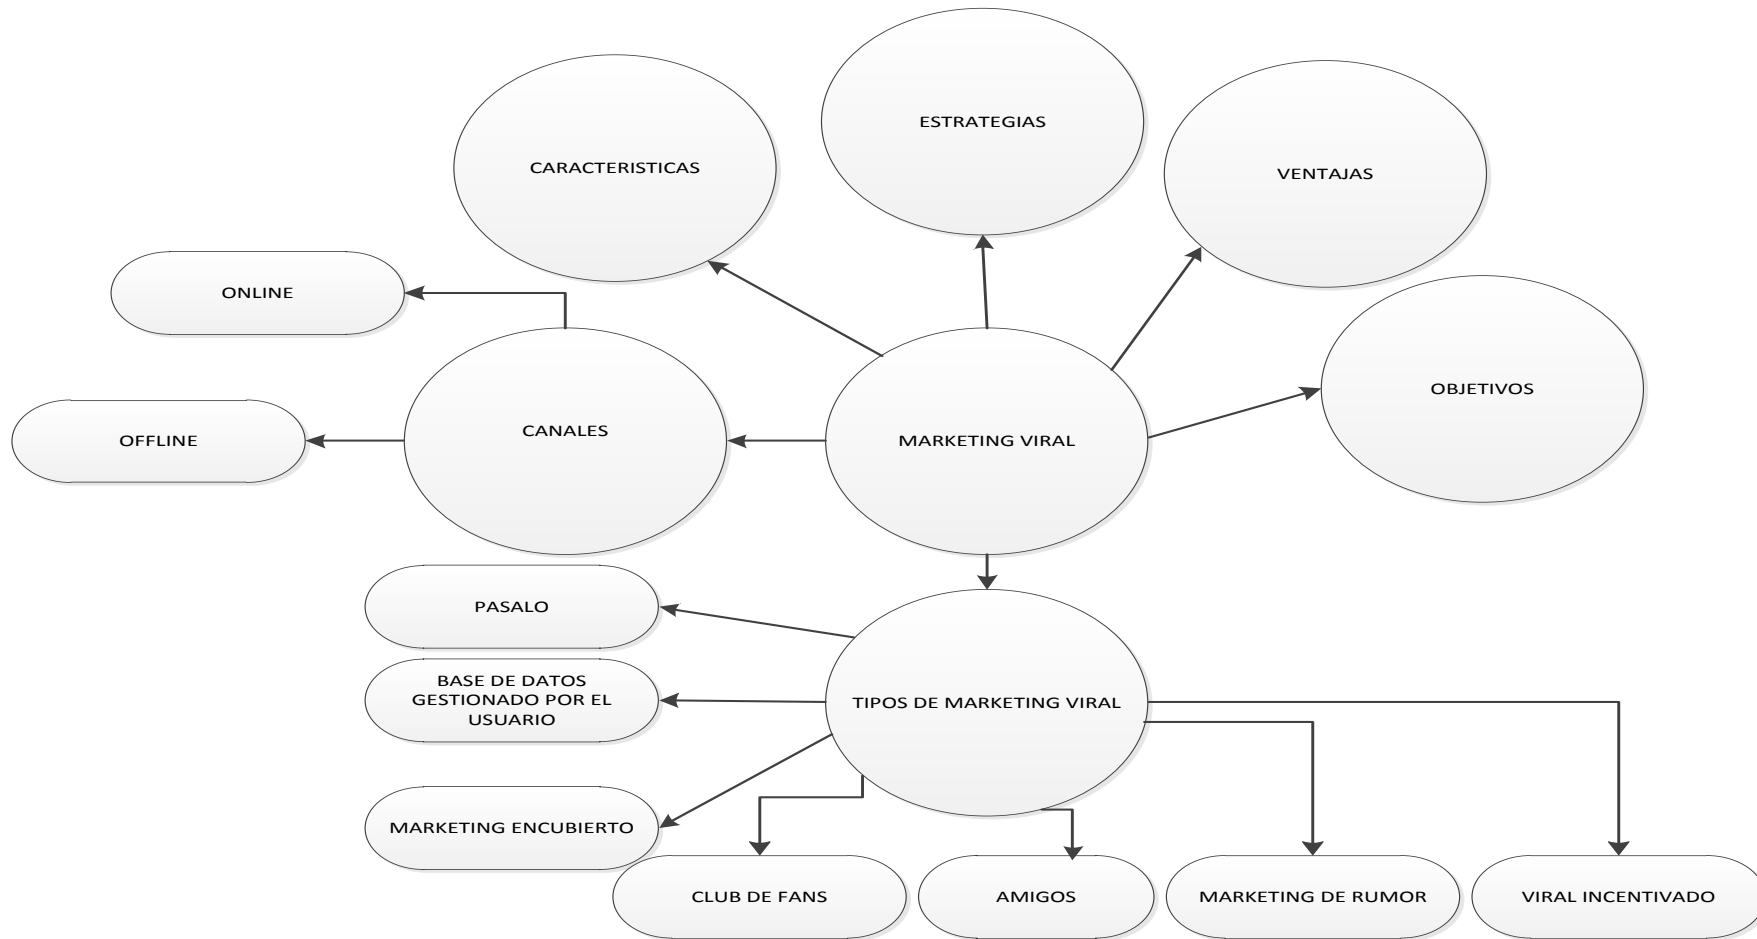 ESTRATEGIAS
CARACTERISTICAS
VENTAJAS
ONLINE
OBJETIVOS
CANALES
OFFLINE
MARKETING VIRAL
PASALO
BASE DE DATOS
GESTIONADO POR EL
USUARIO
TIPOS DE MARKETING VIRAL
MARKETING ENCUBIERTO
CLUB DE FANS
AMIGOS
MARKETING DE RUMOR
VIRAL INCENTIVADO